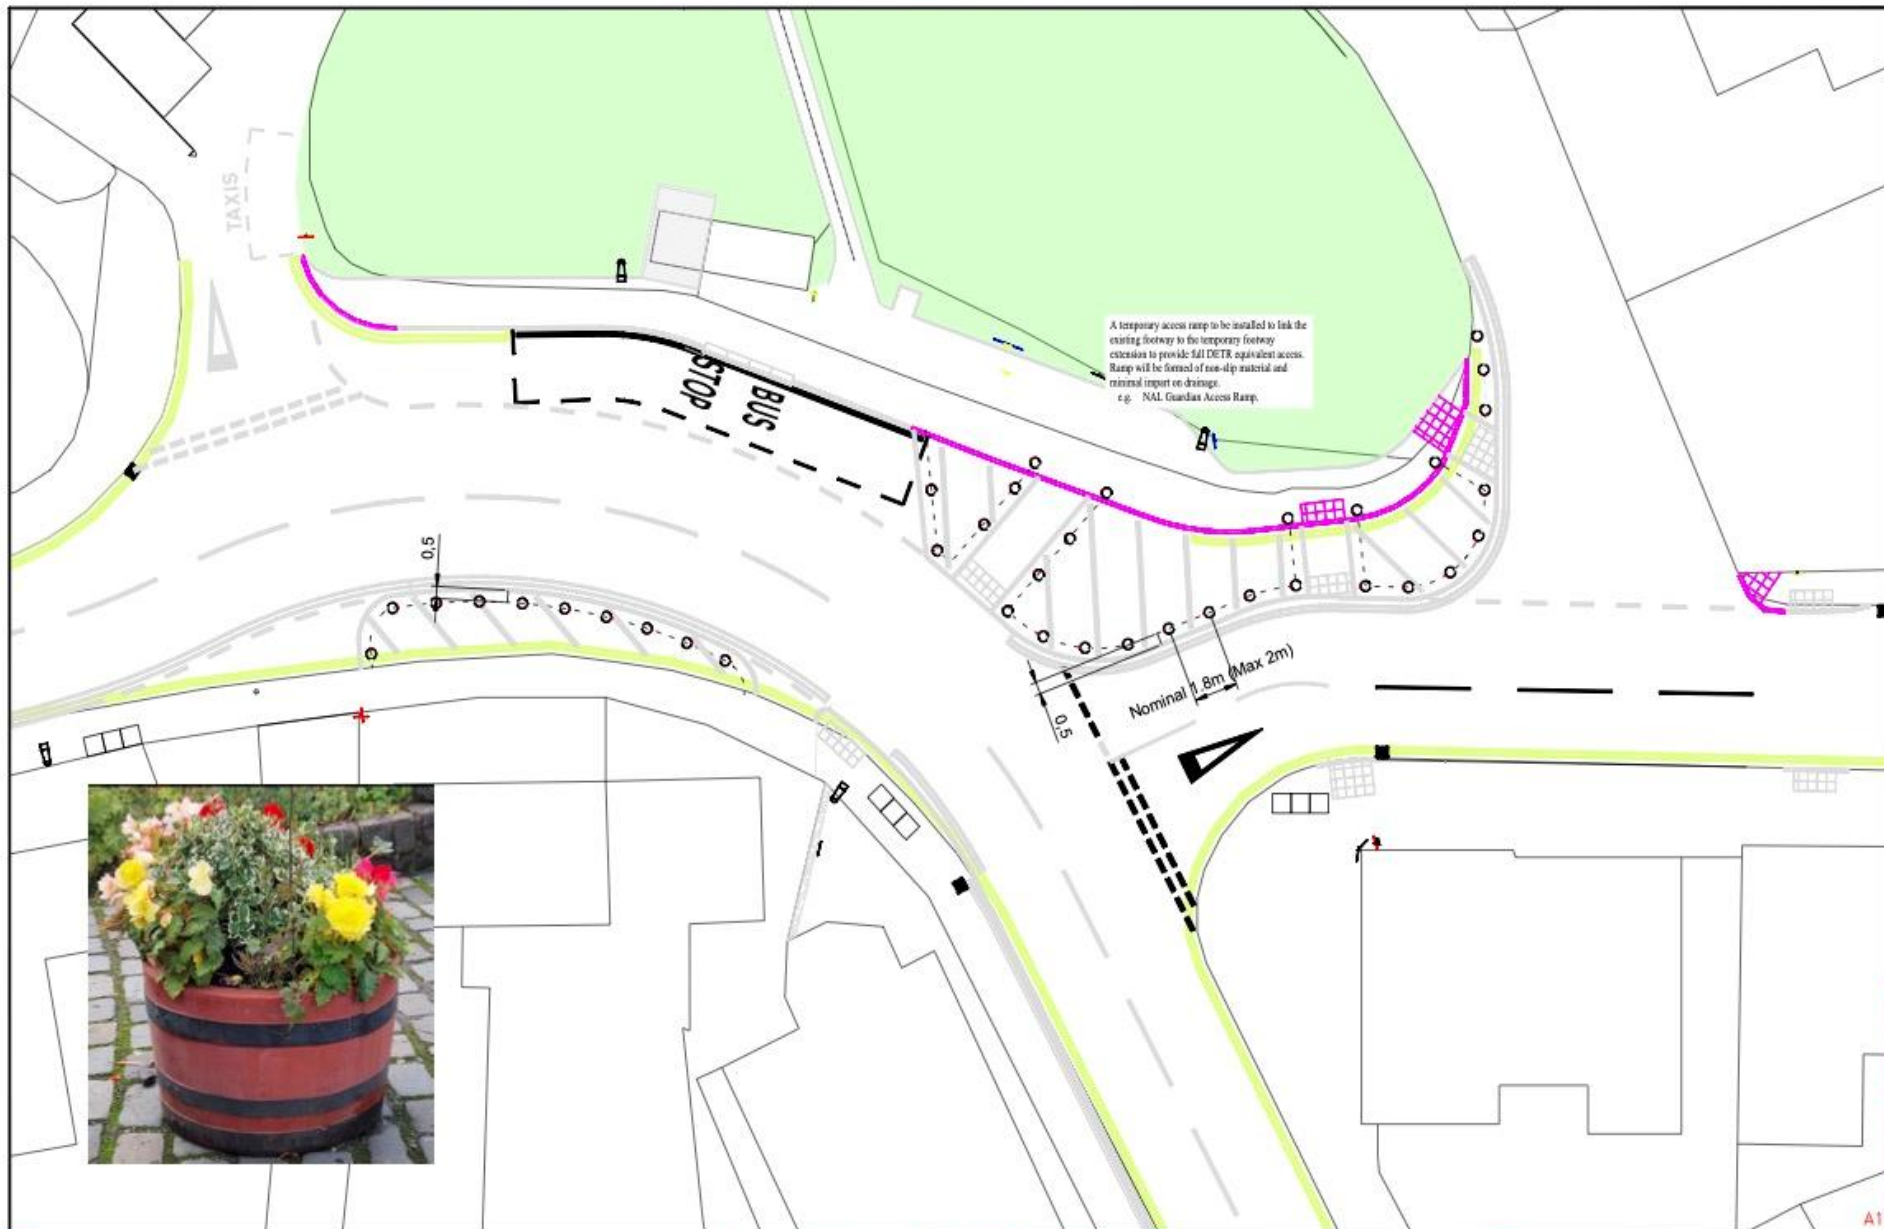 TAXIS
A temporary access ramp to be installed to link the
existing footway to the temporary footway
extension to provide full DETR equivalent access.
Ramp will be formed of non-slip material and
minimal impart on drainage.
e.g. NAL Guardian Access Ramp.
BUS
STOP
0,5
Nominal 1.8m (Max 2m)
0,5
A1